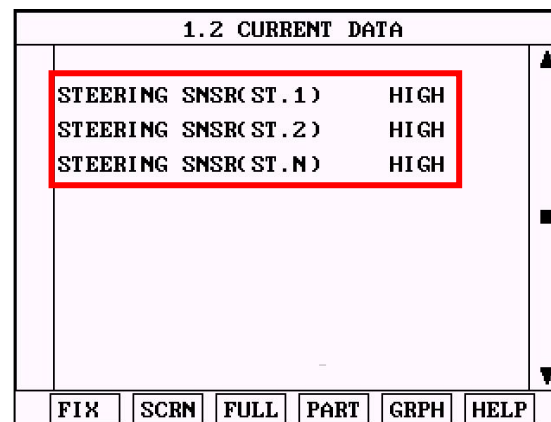 1.2 CURRENT DATA
STEERING SNSR(ST.1) HIGH
STEERING SNSR(ST.2) HIGH
STEERING SNSR(ST.N) HIGH
FIX SCRN FULL PART GRPH HELP